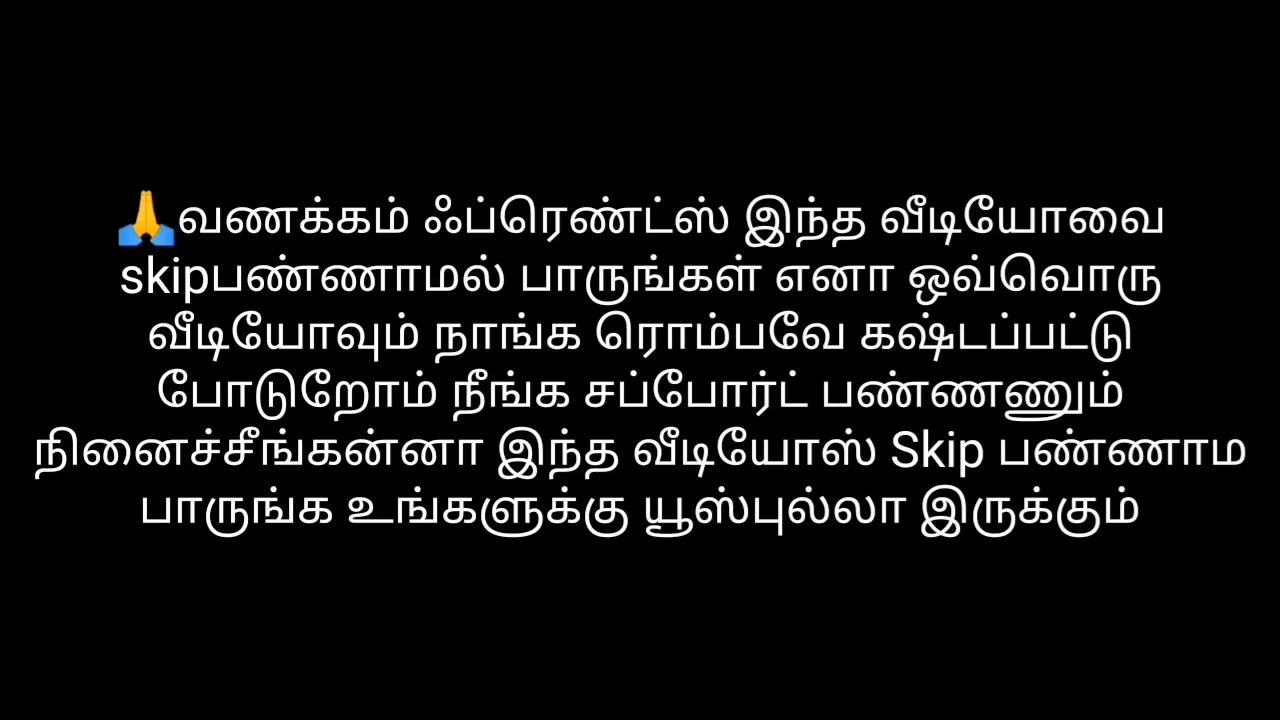 🙏வணக்கம் ஃப்ரெண்ட்ஸ் இந்த வீடியோவை
skipபண்ணாமல் பாருங்கள் எனா ஒவ்வொரு
வீடியோவும் நாங்க ரொம்பவே கஷ்டப்பட்டு
போடுறோம் நீங்க சப்போர்ட் பண்ணணும்
நினைச்சீங்கன்னா இந்த வீடியோஸ் Skip பண்ணாம
பாருங்க உங்களுக்கு யூஸ்புல்லா இருக்கும்